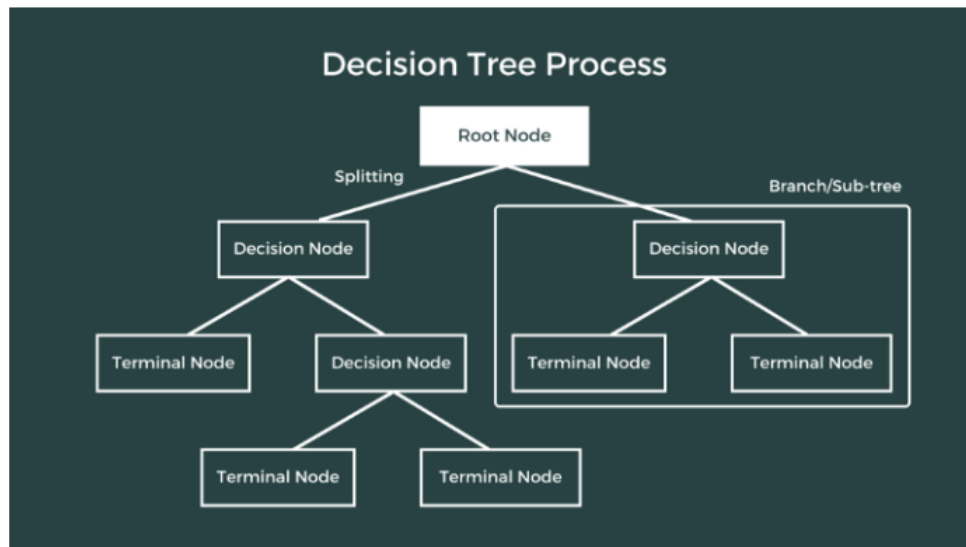 Decision Tree Process
Root Node
Splitting
Branch/Sub-tree
Decision Node
Decision Node
Terminal Node
Decision Node
Terminal Node
Terminal Node
Terminal Node
Terminal Node